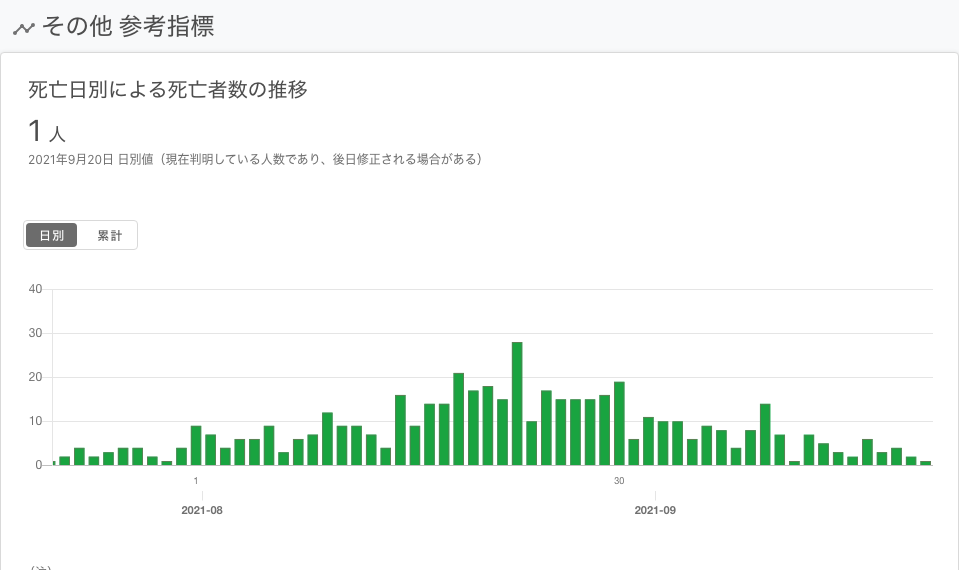 その他 参考指標
死亡日別による死亡者数の推移
1 人
2021年9月20日 日別値（現在判明している人数であり、後日修正される場合がある）
日別 累計
40
30
20
10
0
1 30
2021-08 2021-09